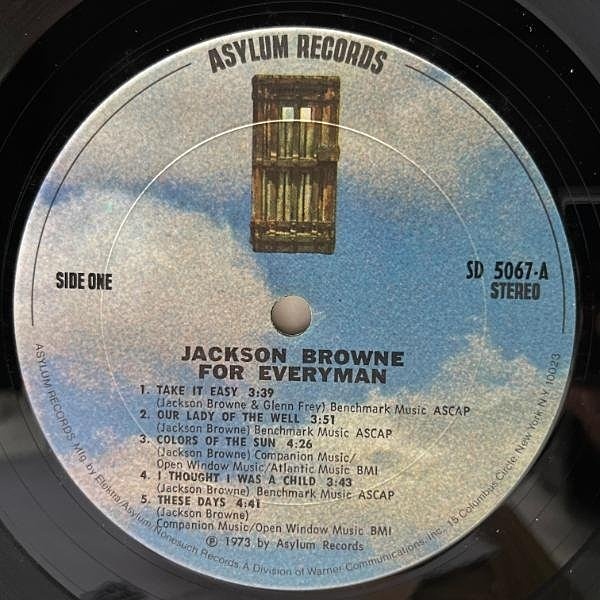 ASYLUM RECORDS
SIDE ONE
SD 5067-A
STEREO
JACKSON BROWNE
FOR EVERYMAN
1. TAKE IT EASY 3:39
(Jackson Browne & Glenn Frey) Benchmark Music ASCAP
2. OUR LADY OF THE WELL 3:51
(Jackson Browne) Benchmark Music ASCAP
3. COLORS OF THE SUN 4:26
(Jackson Browne) Companion Music/
Open Window Music/Atlantic Music BMI
4. I THOUGHT I WAS A CHILD 3:43
(Jackson Browne) Benchmark Music ASCAP
5. THESE DAYS 4:41
(Jackson Browne)
Companion Music/Open Window Music BMI
℗ 1973 by Asylum Records
ASYLUM RECORDS Mfg by Elektra/Asylum/Nonesuch Records A Division of Warner Communications, Inc., 15 Columbus Circle, New York, N.Y. 10023